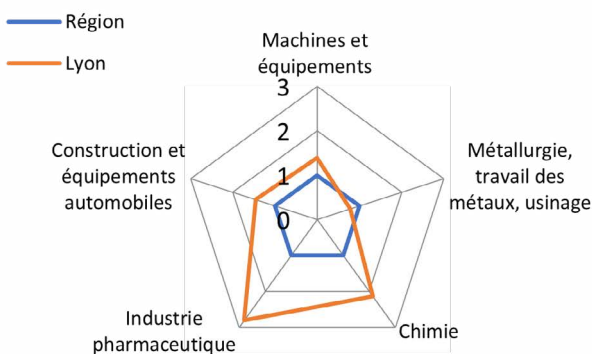 Région
Lyon
Machines et
équipements
3
2
1
0
Construction et
équipements
automobiles
Métallurgie,
travail des
métaux, usinage
Industrie
pharmaceutique
Chimie